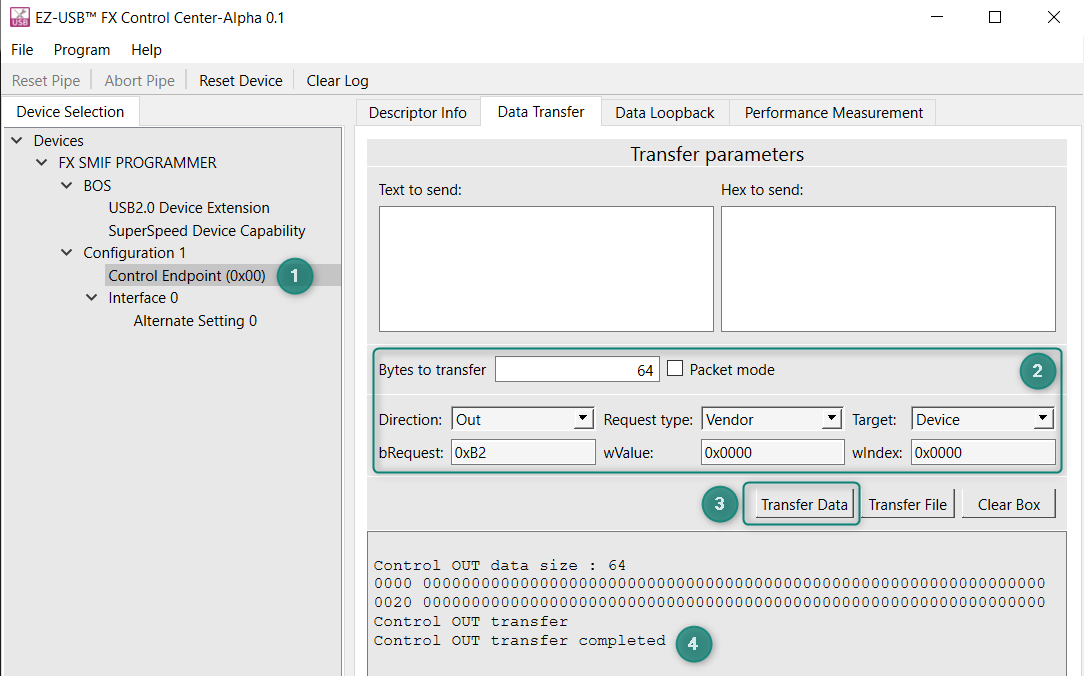 EZ-USB™ FX Control Center-Alpha 0.1
File Program Help
Reset Pipe Abort Pipe Reset Device Clear Log
Device Selection
Devices
FX SMIF PROGRAMMER
BOS
USB2.0 Device Extension
SuperSpeed Device Capability
Configuration 1
Control Endpoint (0x00) 1
Interface 0
Alternate Setting 0
Descriptor Info Data Transfer Data Loopback Performance Measurement
Transfer parameters
Text to send: Hex to send:
Bytes to transfer 64 Packet mode 2
Direction: Out Request type: Vendor Target: Device
bRequest: 0xB2 wValue: 0x0000 wIndex: 0x0000
3 Transfer Data Transfer File Clear Box
Control OUT data size : 64
0000 0000000000000000000000000000000000000000000000000000000000000000
0020 0000000000000000000000000000000000000000000000000000000000000000
Control OUT transfer
Control OUT transfer completed 4